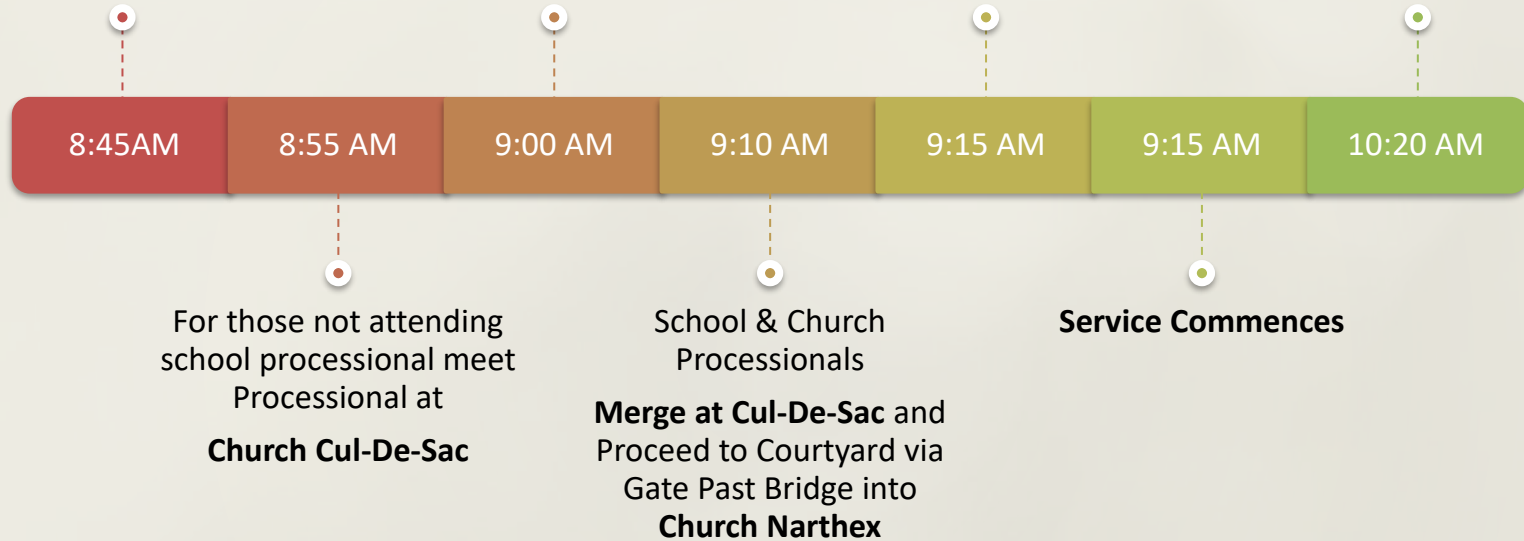 8:45AM
8:55 AM
9:00 AM
9:10 AM
9:15 AM
9:15 AM
10:20 AM
For those not attending
school processional meet
Processional at
Church Cul-De-Sac
School & Church
Processionals
Merge at Cul-De-Sac and
Proceed to Courtyard via
Gate Past Bridge into
Church Narthex
Service Commences